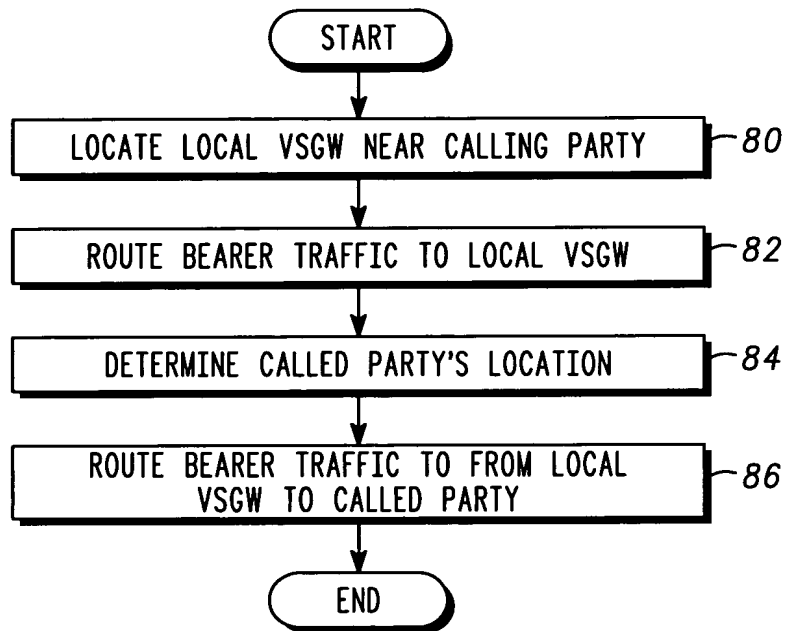 START
LOCATE LOCAL VSGW NEAR CALLING PARTY
80
ROUTE BEARER TRAFFIC TO LOCAL VSGW
82
DETERMINE CALLED PARTY'S LOCATION
84
ROUTE BEARER TRAFFIC TO FROM LOCAL
VSGW TO CALLED PARTY
86
END